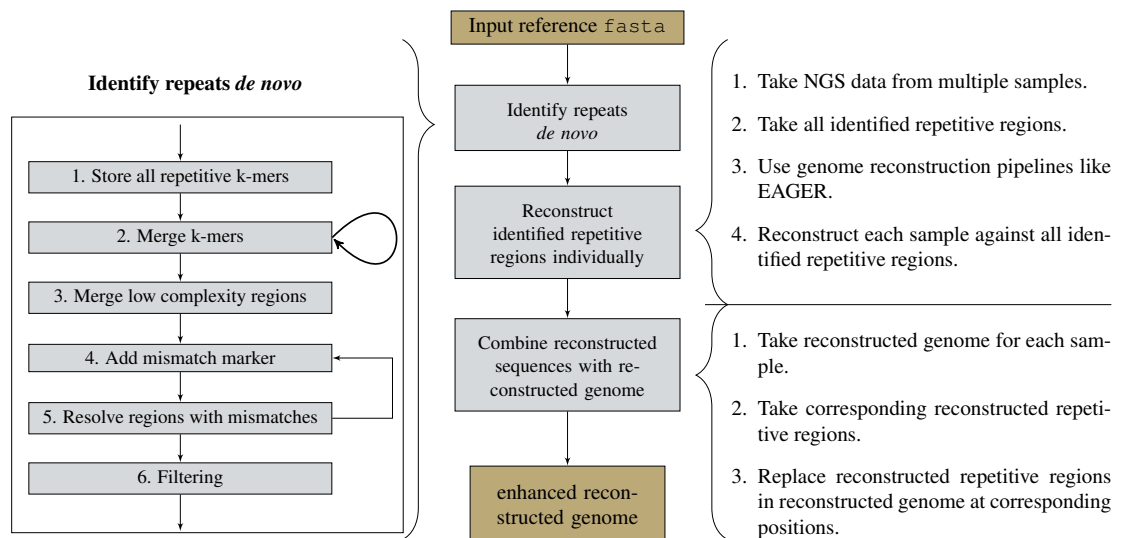 Identify repeats de novo
1. Store all repetitive k-mers
2. Merge k-mers
3. Merge low complexity regions
4. Add mismatch marker
5. Resolve regions with mismatches
6. Filtering
Input reference fasta
Identify repeats
de novo
Reconstruct
identified repetitive
regions individually
Combine reconstructed
sequences with re-
constructed genome
enhanced recon-
structed genome
1. Take NGS data from multiple samples.
2. Take all identified repetitive regions.
3. Use genome reconstruction pipelines like
EAGER.
4. Reconstruct each sample against all iden-
tified repetitive regions.
1. Take reconstructed genome for each sam-
ple.
2. Take corresponding reconstructed repeti-
tive regions.
3. Replace reconstructed repetitive regions
in reconstructed genome at corresponding
positions.